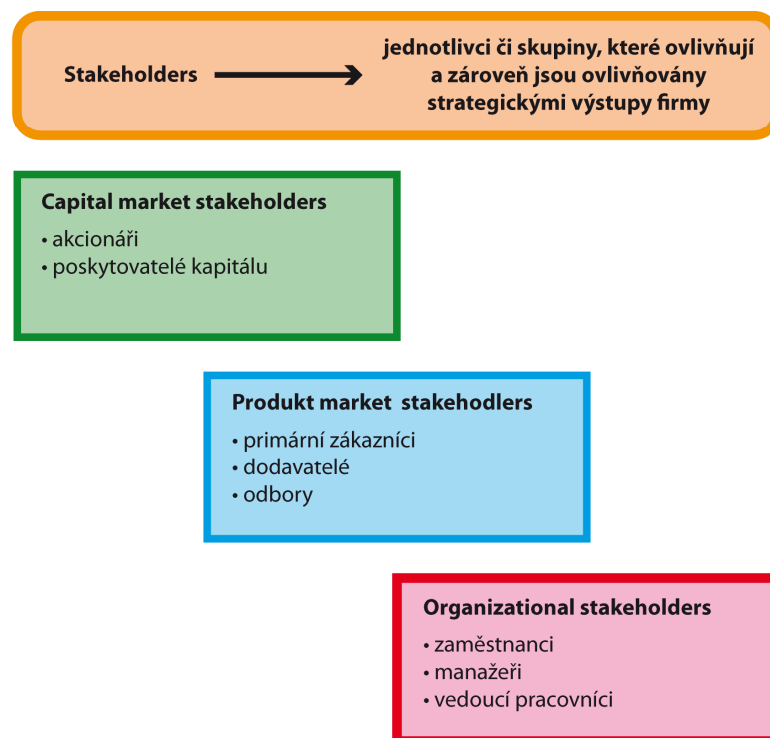 Stakeholders
jednotlivci či skupiny, které ovlivňují
a zároveň jsou ovlivňovány
strategickými výstupy firmy
Capital market stakeholders
• akcionáři
• poskytovatelé kapitálu
Produkt market stakehodlers
• primární zákazníci
• dodavatelé
• odbory
Organizational stakeholders
• zaměstnanci
• manažeři
• vedoucí pracovníci